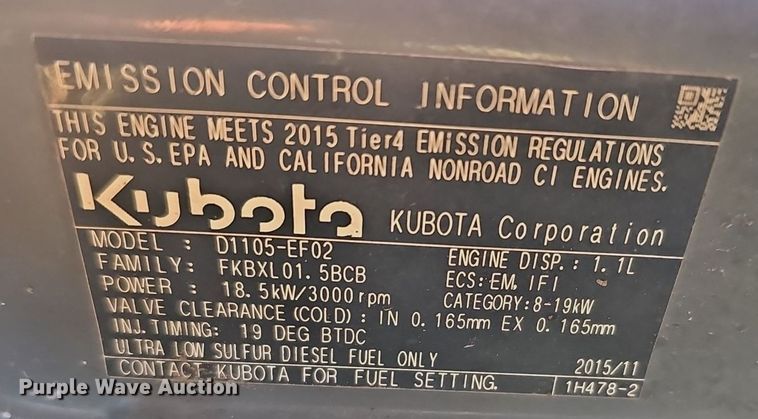 EMISSION CONTROL INFORMATION
THIS ENGINE MEETS 2015 Tier4 EMISSION REGULATIONS
FOR U.S. EPA AND CALIFORNIA NONROAD CI ENGINES.
Kubota KUBOTA Corporation
MODEL : D1105-EF02 ENGINE DISP.: 1.1L
FAMILY: FKBXL01.5BCB ECS: EM, IFI
POWER : 18.5kW/3000rpm CATEGORY:8-19kW
VALVE CLEARANCE (COLD) : IN 0.165mm EX 0.165mm
INJ.TIMING: 19 DEG BTDC
ULTRA LOW SULFUR DIESEL FUEL ONLY 2015/11
CONTACT KUBOTA FOR FUEL SETTING. 1H478-2
Purple Wave Auction